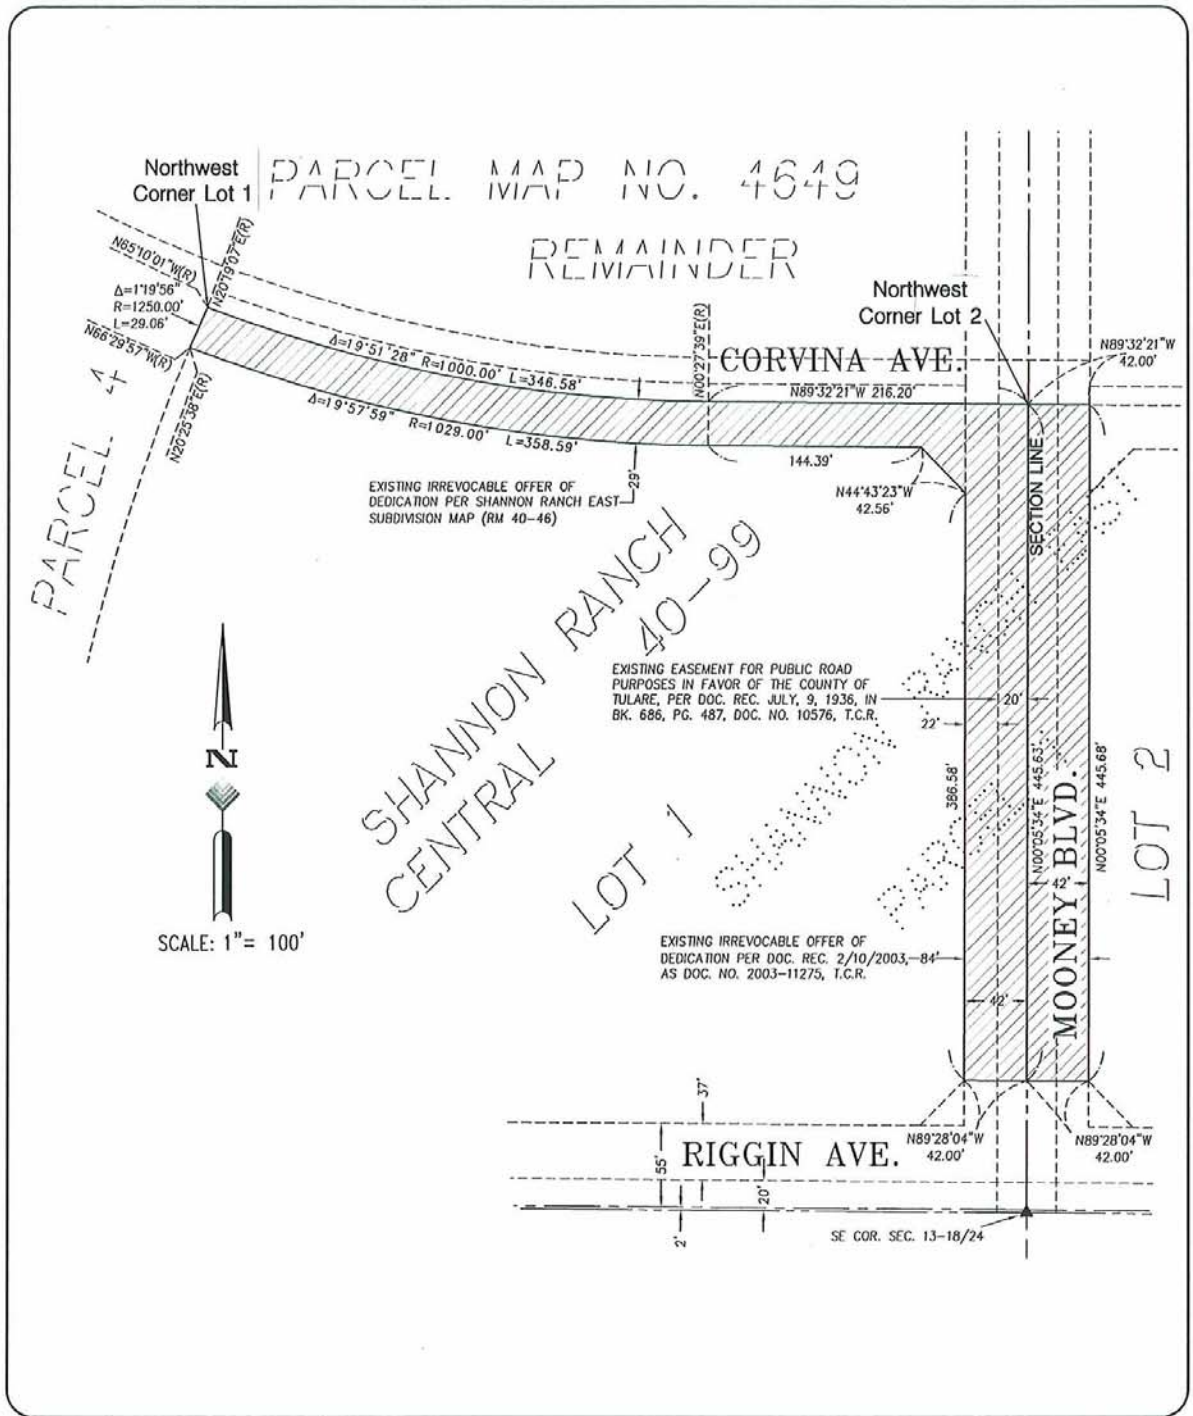 Northwest
Corner Lot 1
PARCEL MAP NO. 4649
REMAINDER
N65°10'01"W(R)
N20°19'07"E(R)
Δ=1°19'56"
R=1250.00'
L=29.06'
N66°29'57"W(R)
N20°25'38"E(R)
PARCEL 4
Δ=19°51'28" R=1000.00' L=346.58'
Δ=19°57'59" R=1029.00' L=358.59'
N00°27'39"E(R)
Northwest
Corner Lot 2
CORVINA AVE.
N89°32'21"W 216.20'
N89°32'21"W
42.00'
144.39'
N44°43'23"W
42.56'
29'
EXISTING IRREVOCABLE OFFER OF
DEDICATION PER SHANNON RANCH EAST
SUBDIVISION MAP (RM 40-46)
SECTION LINE
SHANNON RANCH
40-99
CENTRAL
LOT 1
EXISTING EASEMENT FOR PUBLIC ROAD
PURPOSES IN FAVOR OF THE COUNTY OF
TULARE, PER DOC. REC. JULY, 9, 1936, IN
BK. 686, PG. 487, DOC. NO. 10576, T.C.R.
20'
22'
386.58'
N00°05'34"E 445.63'
N00°05'34"E 445.68'
MOONEY BLVD.
LOT 2
42'
SHANNON
N
SCALE: 1"= 100'
EXISTING IRREVOCABLE OFFER OF
DEDICATION PER DOC. REC. 2/10/2003,
AS DOC. NO. 2003-11275, T.C.R.
84'
42'
37'
55'
RIGGIN AVE.
20'
2'
N89°28'04"W
42.00'
N89°28'04"W
42.00'
SE COR. SEC. 13-18/24